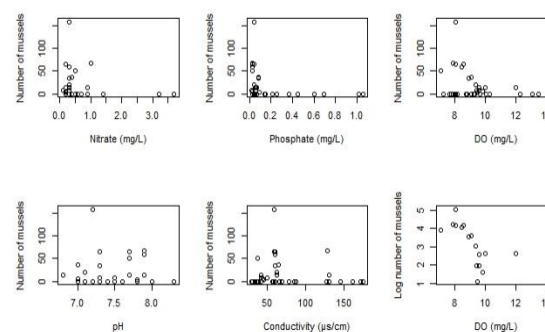 Number of mussels
0 50 100
0.0 1.0 2.0 3.0
Nitrate (mg/L)
Number of mussels
0 50 100
0.0 0.2 0.4 0.6 0.8 1.0
Phosphate (mg/L)
Number of mussels
0 50 100
8 10 12
DO (mg/L)
Number of mussels
0 50 100
7.0 7.5 8.0
pH
Number of mussels
0 50 100
50 100 150
Conductivity (µs/cm)
Log number of mussels
1 2 3 4 5
8 10 12
DO (mg/L)